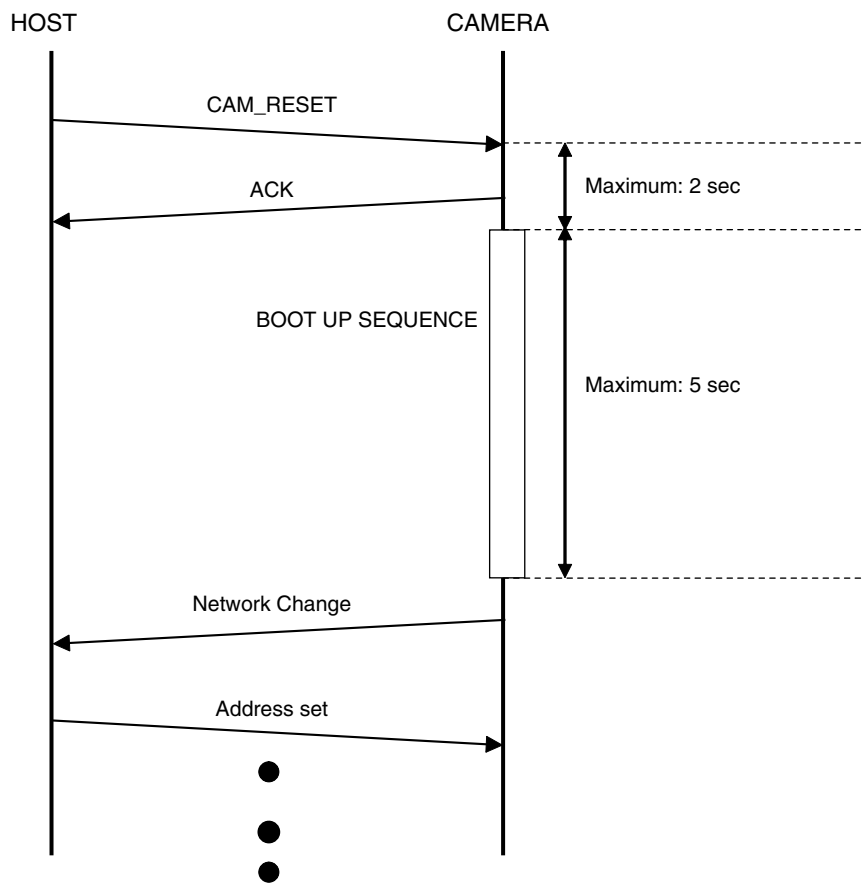 HOST
CAMERA
CAM_RESET
ACK
Maximum: 2 sec
BOOT UP SEQUENCE
Maximum: 5 sec
Network Change
Address set